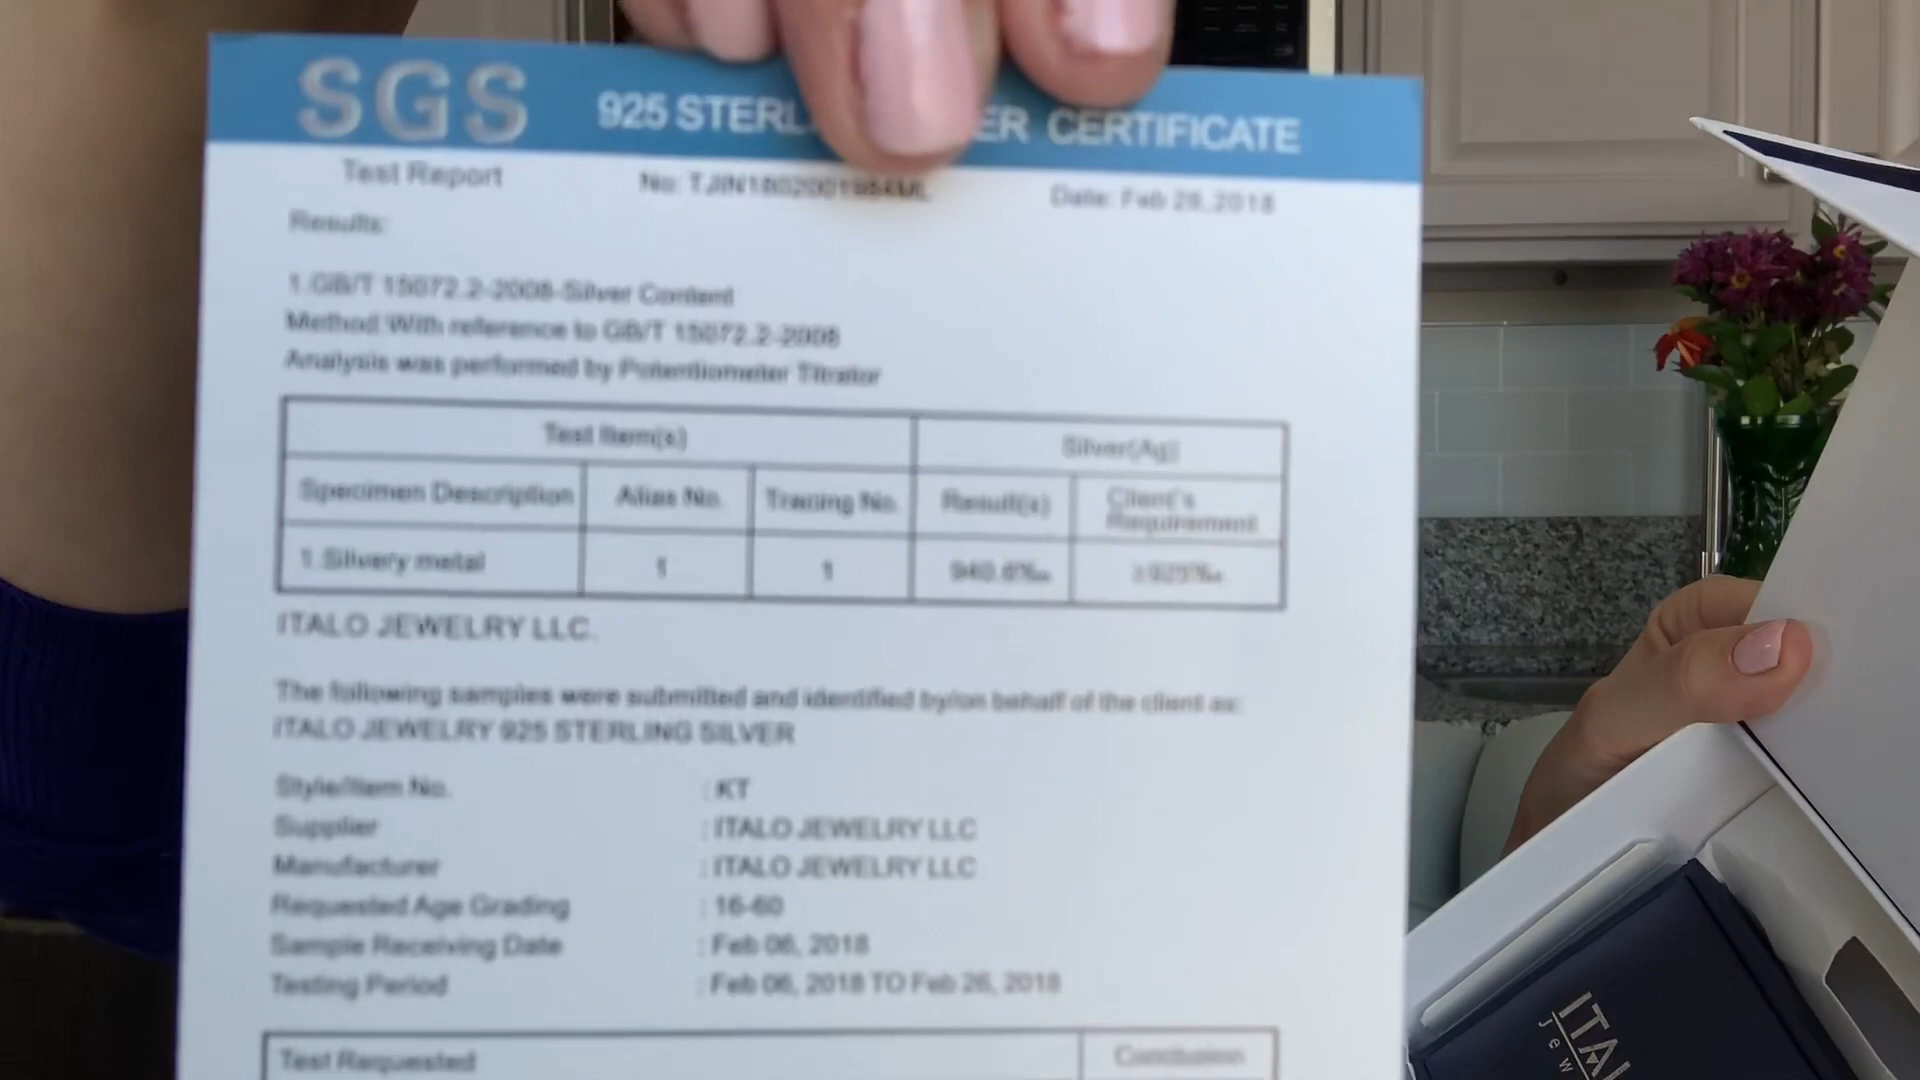 SGS
925 STERL ER CERTIFICATE
Test Report No: Date: Feb 26,2018
Results:
1.GB/T 15072.2-2008-Silver Content
Method:With reference to GB/T 15072.2-2008
Analysis was performed by Potentiometer Titrator
Test Item(s) Silver(Ag)
Specimen Description Alias No. Tracing No. Result(s) Client's Requirement
1.Silvery metal 1 1 ≥925‰
ITALO JEWELRY LLC.
The following samples were submitted and identified by/on behalf of the client as:
ITALO JEWELRY 925 STERLING SILVER
Style/Item No. : KT
Supplier : ITALO JEWELRY LLC
Manufacturer : ITALO JEWELRY LLC
Requested Age Grading : 16-60
Sample Receiving Date : Feb 06, 2018
Testing Period : Feb 06, 2018 TO Feb 26, 2018
Test Requested Conclusion
ITAL
Jew